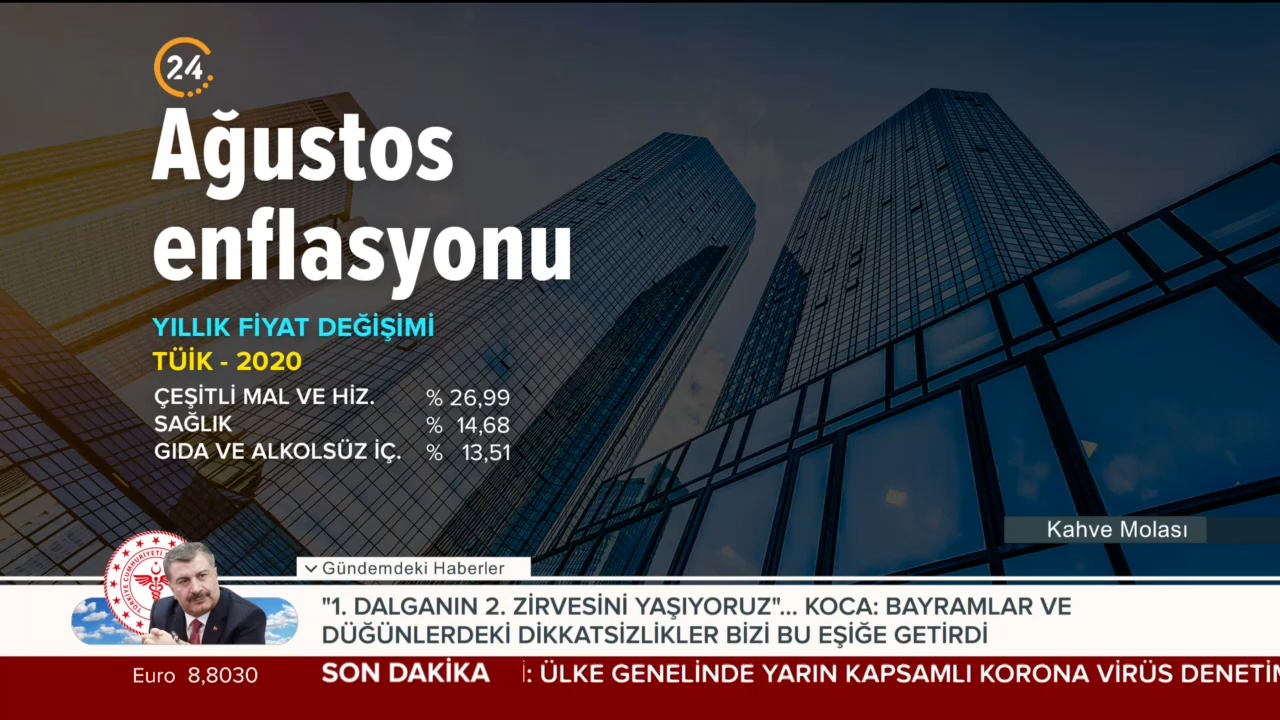 24
Ağustos
enflasyonu
YILLIK FİYAT DEĞİŞİMİ
TÜİK - 2020
ÇEŞİTLİ MAL VE HİZ. % 26,99
SAĞLIK % 14,68
GIDA VE ALKOLSÜZ İÇ. % 13,51
Kahve Molası
Gündemdeki Haberler
"1. DALGANIN 2. ZİRVESİNİ YAŞIYORUZ"... KOCA: BAYRAMLAR VE
DÜĞÜNLERDEKİ DİKKATSİZLİKLER BİZİ BU EŞİĞE GETİRDİ
Euro 8,8030
SON DAKİKA : ÜLKE GENELİNDE YARIN KAPSAMLI KORONA VİRÜS